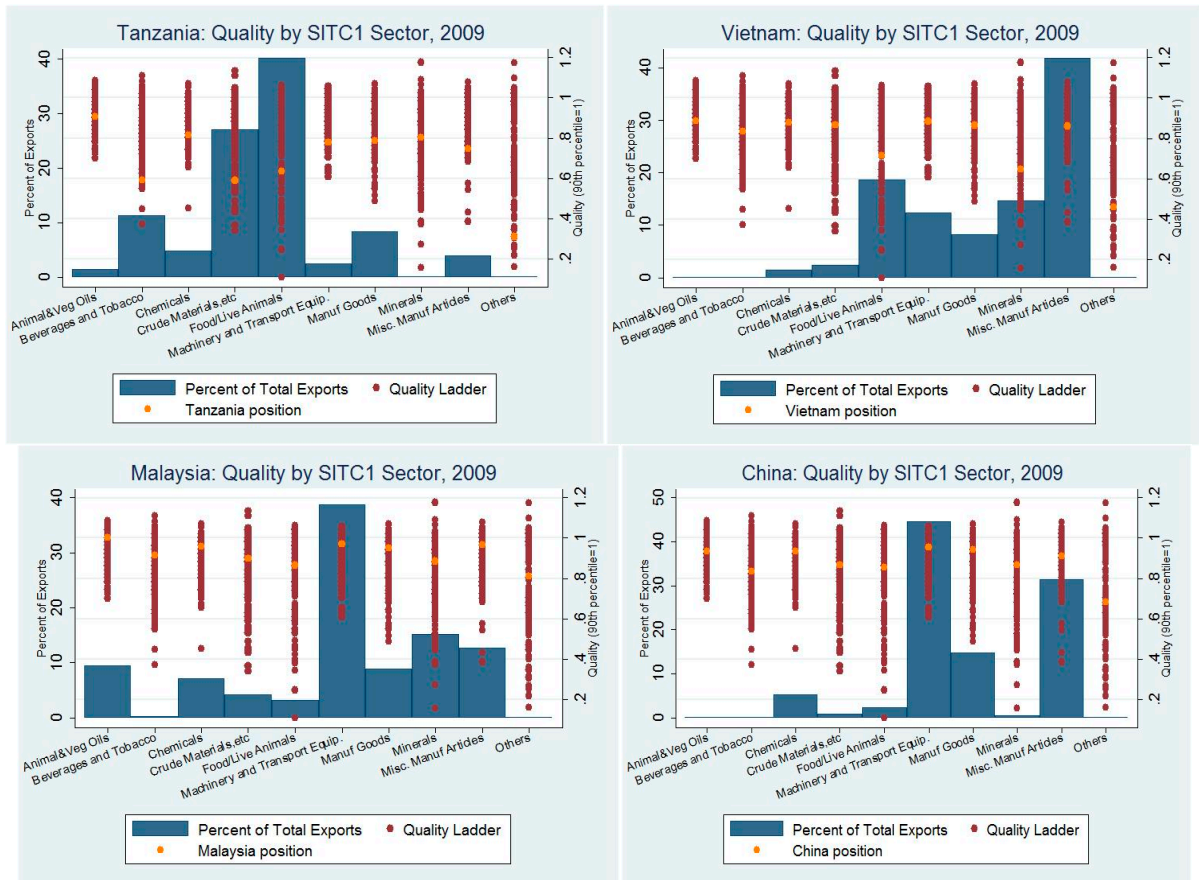 Tanzania: Quality by SITC1 Sector, 2009
Percent of Exports
40
30
20
10
0
1.2
1
.8
.6
.4
.2
Quality (90th percentile=1)
Animal&Veg Oils
Beverages and Tobacco
Chemicals
Crude Materials,etc
Food/Live Animals
Machinery and Transport Equip.
Manuf Goods
Minerals
Misc. Manuf Articles
Others
Percent of Total Exports
Quality Ladder
Tanzania position
Vietnam: Quality by SITC1 Sector, 2009
Percent of Exports
40
30
20
10
0
1.2
1
.8
.6
.4
.2
Quality (90th percentile=1)
Animal&Veg Oils
Beverages and Tobacco
Chemicals
Crude Materials,etc
Food/Live Animals
Machinery and Transport Equip.
Manuf Goods
Minerals
Misc. Manuf Articles
Others
Percent of Total Exports
Quality Ladder
Vietnam position
Malaysia: Quality by SITC1 Sector, 2009
Percent of Exports
40
30
20
10
0
1.2
1
.8
.6
.4
.2
Quality (90th percentile=1)
Animal&Veg Oils
Beverages and Tobacco
Chemicals
Crude Materials,etc
Food/Live Animals
Machinery and Transport Equip.
Manuf Goods
Minerals
Misc. Manuf Articles
Others
Percent of Total Exports
Quality Ladder
Malaysia position
China: Quality by SITC1 Sector, 2009
Percent of Exports
50
40
30
20
10
0
1.2
1
.8
.6
.4
.2
Quality (90th percentile=1)
Animal&Veg Oils
Beverages and Tobacco
Chemicals
Crude Materials,etc
Food/Live Animals
Machinery and Transport Equip.
Manuf Goods
Minerals
Misc. Manuf Articles
Others
Percent of Total Exports
Quality Ladder
China position